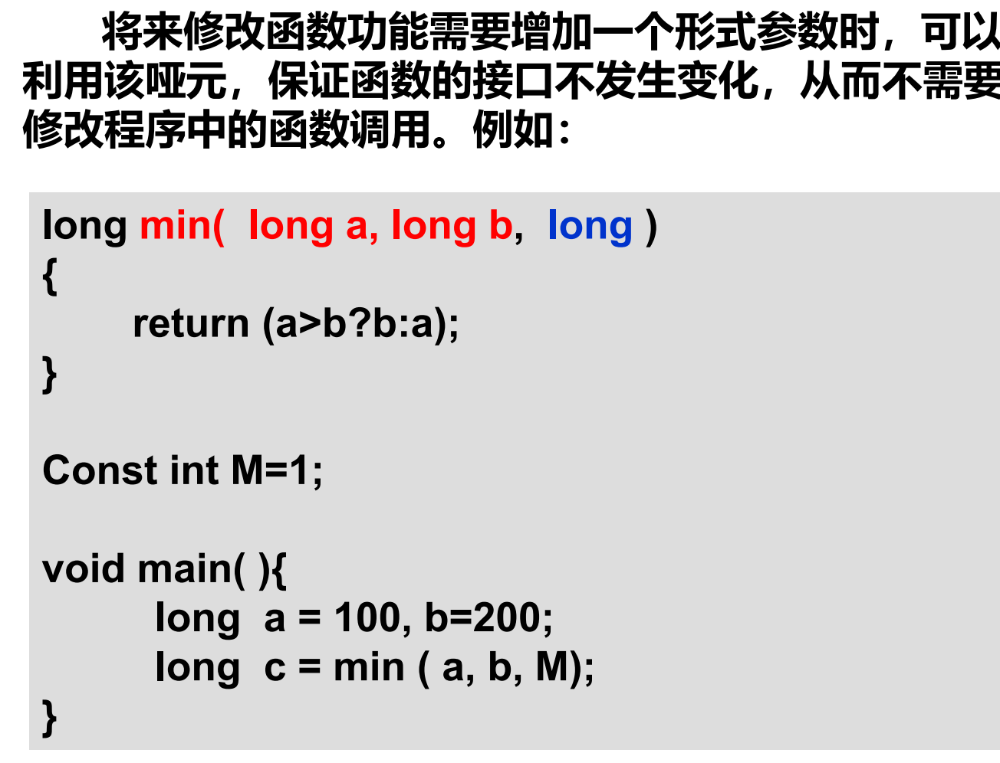 将来修改函数功能需要增加一个形式参数时，可以
利用该哑元，保证函数的接口不发生变化，从而不需要
修改程序中的函数调用。例如：
long min(  long a, long b,  long )
{
return (a>b?b:a);
}
Const int M=1;
void main( ){
long  a = 100, b=200;
long  c = min ( a, b, M);
}